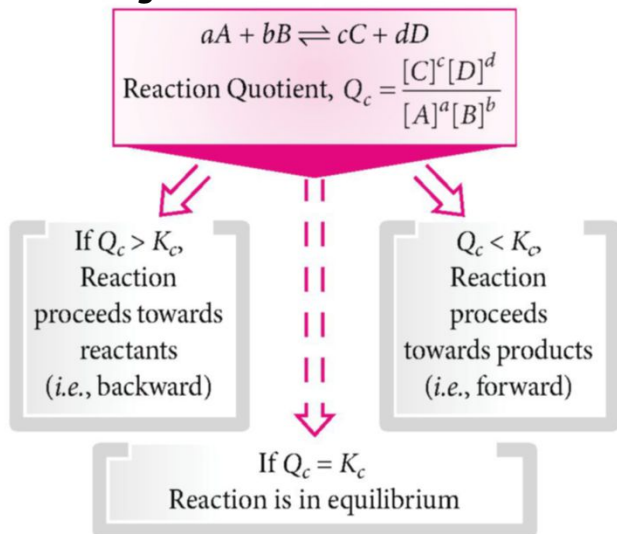 aA + bB ⇌ cC + dD
Reaction Quotient, Q_c = [C]^c[D]^d / [A]^a[B]^b
If Q_c > K_c,
Reaction
proceeds towards
reactants
(i.e., backward)
Q_c < K_c,
Reaction
proceeds
towards products
(i.e., forward)
If Q_c = K_c
Reaction is in equilibrium